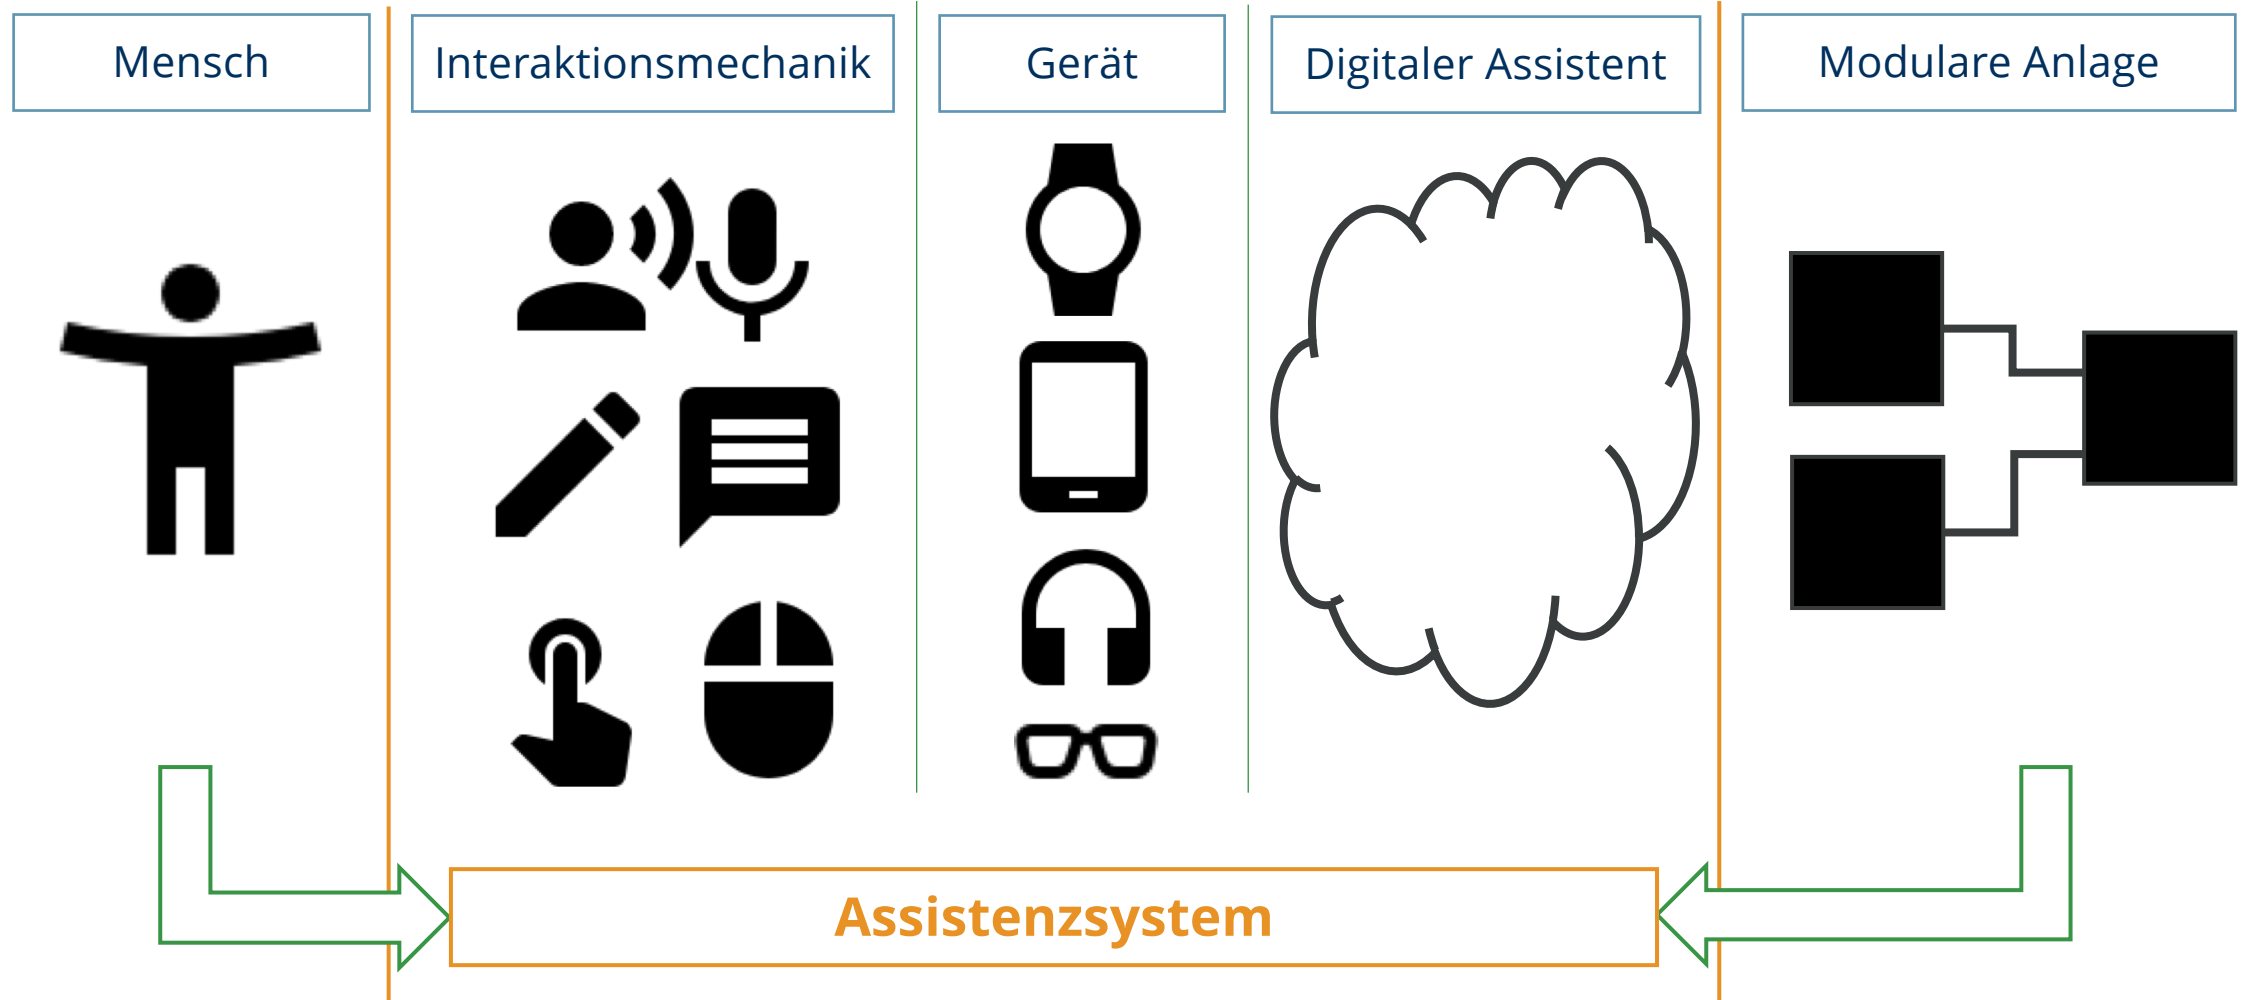 Mensch
Interaktionsmechanik
Gerät
Digitaler Assistent
Modulare Anlage
Assistenzsystem